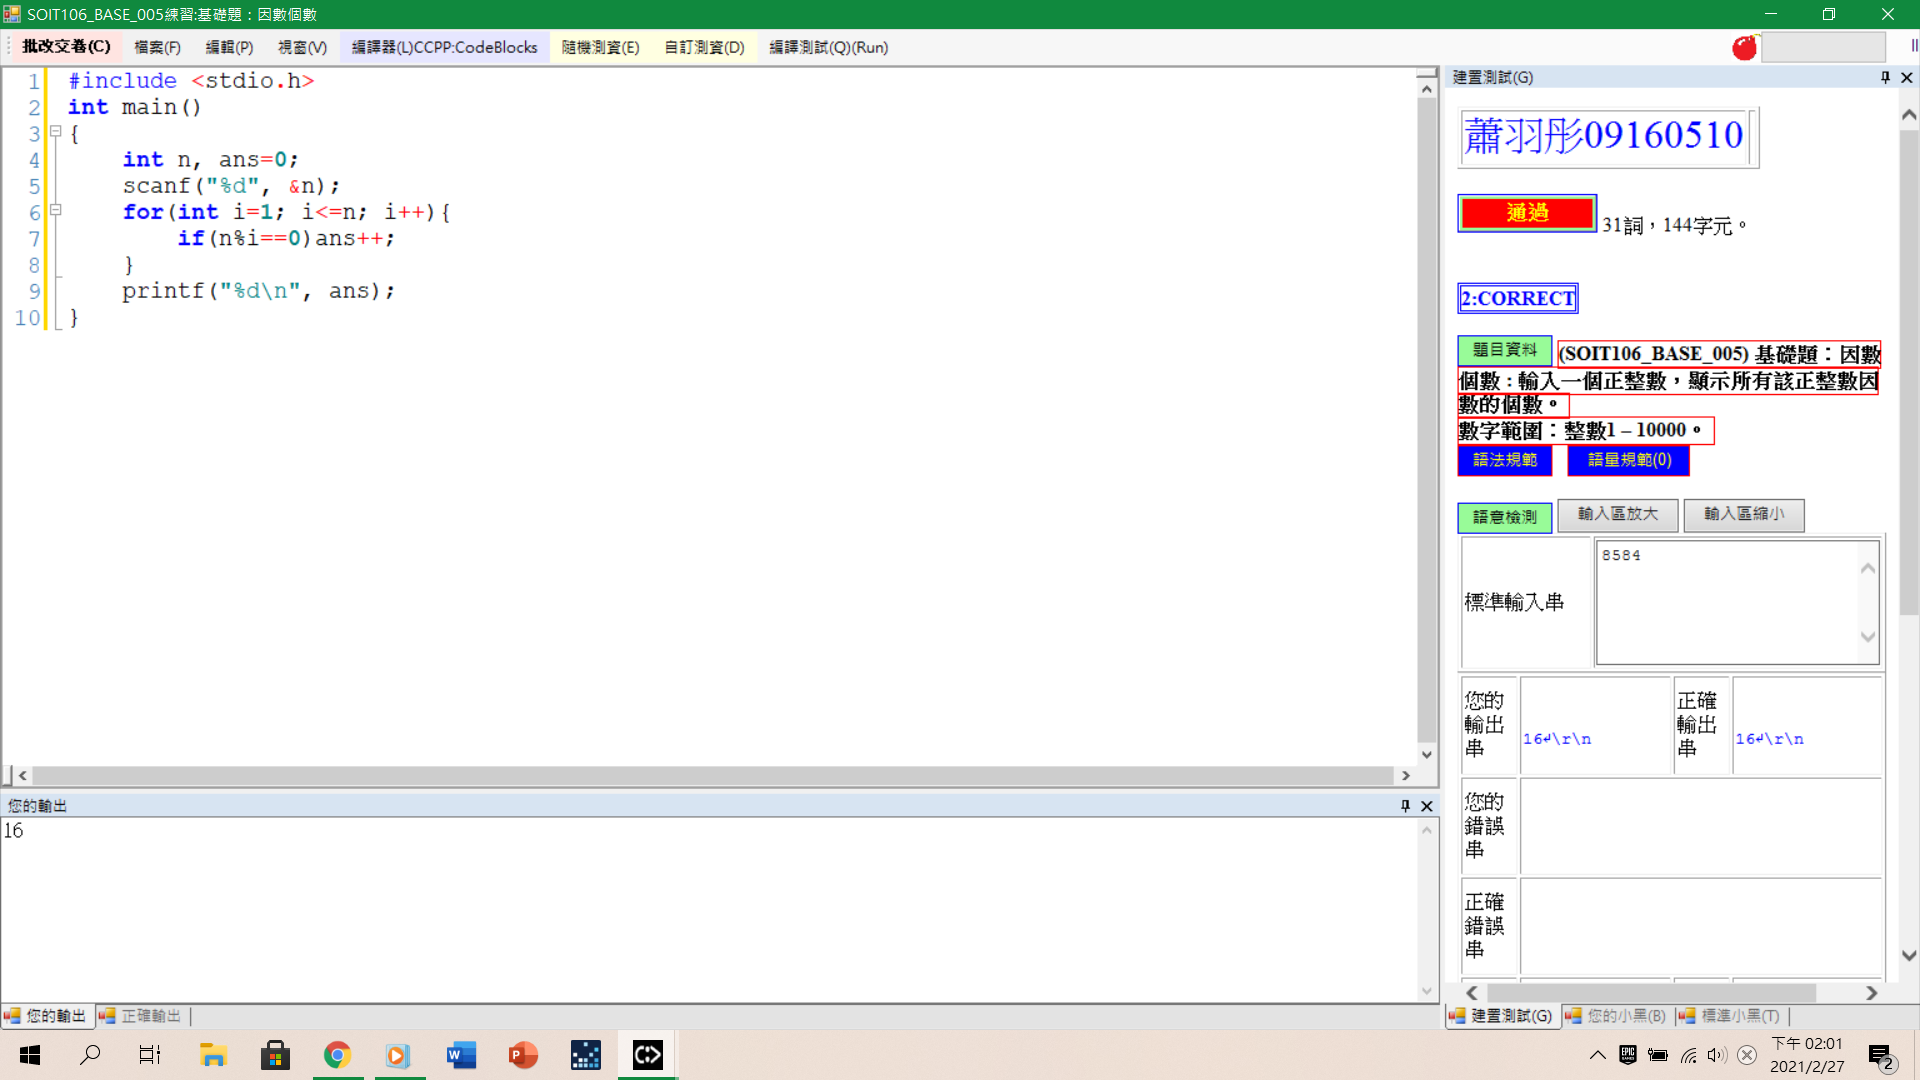 SOIT106_BASE_005練習:基礎題：因數個數
批改交卷(C) 檔案(F) 編輯(P) 視窗(V) 編譯器(L)CCPP:CodeBlocks 隨機測資(E) 自訂測資(D) 編譯測試(Q)(Run)
1 #include <stdio.h>
2 int main()
3 {
4 int n, ans=0;
5 scanf("%d", &n);
6 for(int i=1; i<=n; i++){
7 if(n%i==0)ans++;
8 }
9 printf("%d\n", ans);
10 }
您的輸出
16
您的輸出 正確輸出
建置測試(G)
蕭羽彤09160510
通過 31詞，144字元。
2:CORRECT
題目資料 (SOIT106_BASE_005) 基礎題：因數
個數 : 輸入一個正整數，顯示所有該正整數因
數的個數。
數字範圍：整數1 – 10000。
語法規範 語量規範(0)
語意檢測 輸入區放大 輸入區縮小
標準輸入串 8584
您的輸出串 16↲\r\n 正確輸出串 16↲\r\n
您的錯誤串
正確錯誤串
建置測試(G) 您的小黑(B) 標準小黑(T)
下午 02:01
2021/2/27
2